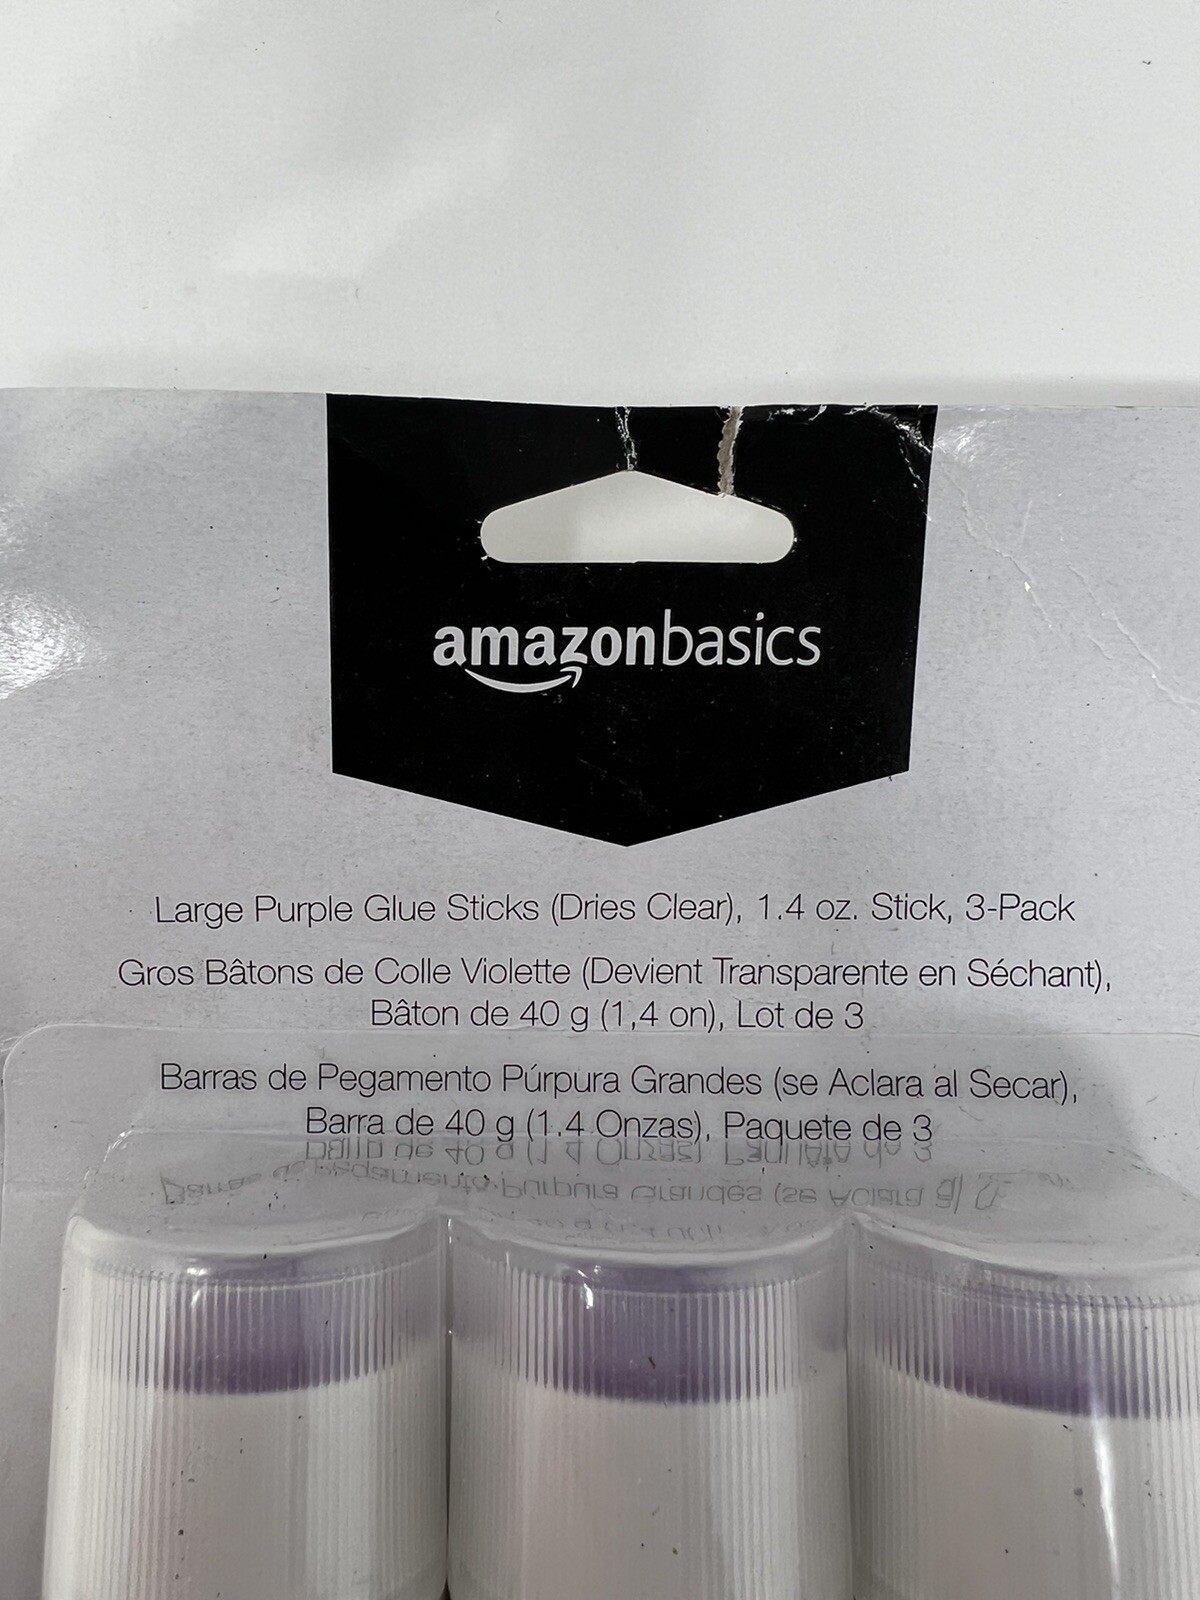 amazonbasics
Large Purple Glue Sticks (Dries Clear), 1.4 oz. Stick, 3-Pack
Gros Bâtons de Colle Violette (Devient Transparente en Séchant),
Bâton de 40 g (1,4 on), Lot de 3
Barras de Pegamento Púrpura Grandes (se Aclara al Secar),
Barra de 40 g (1.4 Onzas), Paquete de 3